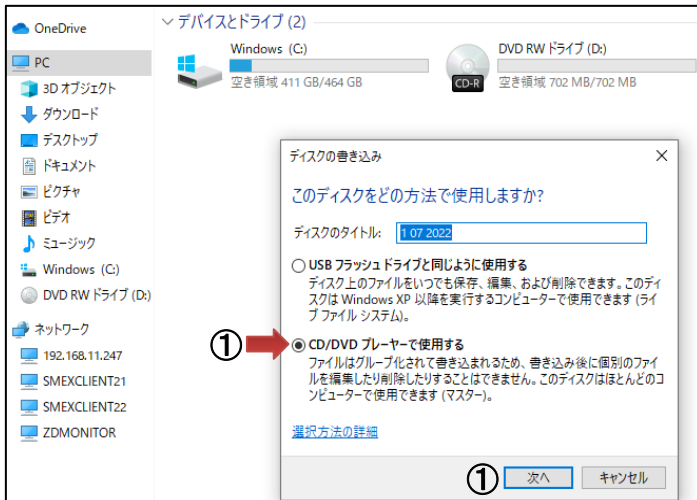 OneDrive
PC
3D オブジェクト
ダウンロード
デスクトップ
ドキュメント
ピクチャ
ビデオ
ミュージック
Windows (C:)
DVD RW ドライブ (D:)
ネットワーク
192.168.11.247
SMEXCLIENT21
SMEXCLIENT22
ZDMONITOR
デバイスとドライブ (2)
Windows (C:)
空き領域 411 GB/464 GB
DVD RW ドライブ (D:)
CD-R
空き領域 702 MB/702 MB
ディスクの書き込み
このディスクをどの方法で使用しますか?
ディスクのタイトル: 1 07 2022
USB フラッシュ ドライブと同じように使用する
ディスク上のファイルをいつでも保存、編集、および削除できます。このディ
スクは Windows XP 以降を実行するコンピューターで使用できます (ライ
ブ ファイル システム)。
① CD/DVD プレーヤーで使用する
ファイルはグループ化されて書き込まれるため、書き込み後に個別のファイ
ルを編集したり削除したりすることはできません。このディスクはほとんどのコ
ンピューターで使用できます (マスター)。
選択方法の詳細
① 次へ キャンセル